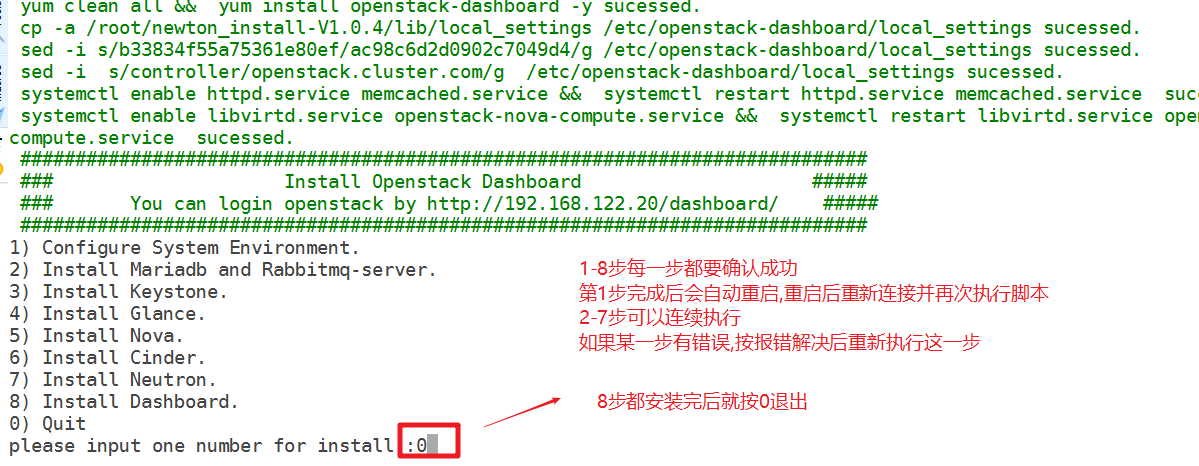 yum clean all &&  yum install openstack-dashboard -y sucessed.
cp -a /root/newton_install-V1.0.4/lib/local_settings /etc/openstack-dashboard/local_settings sucessed.
sed -i s/b33834f55a75361e80ef/ac98c6d2d0902c7049d4/g /etc/openstack-dashboard/local_settings sucessed.
sed -i  s/controller/openstack.cluster.com/g  /etc/openstack-dashboard/local_settings sucessed.
systemctl enable httpd.service memcached.service &&  systemctl restart httpd.service memcached.service  suc
systemctl enable libvirtd.service openstack-nova-compute.service &&  systemctl restart libvirtd.service ope
compute.service  sucessed.
#############################################################################
###                     Install Openstack Dashboard                     #####
###       You can login openstack by http://192.168.122.20/dashboard/    #####
#############################################################################
1) Configure System Environment.
2) Install Mariadb and Rabbitmq-server.
3) Install Keystone.
4) Install Glance.
5) Install Nova.
6) Install Cinder.
7) Install Neutron.
8) Install Dashboard.
0) Quit
please input one number for install :0
1-8步每一步都要确认成功
第1步完成后会自动重启,重启后重新连接并再次执行脚本
2-7步可以连续执行
如果某一步有错误,按报错解决后重新执行这一步
8步都安装完后就按0退出